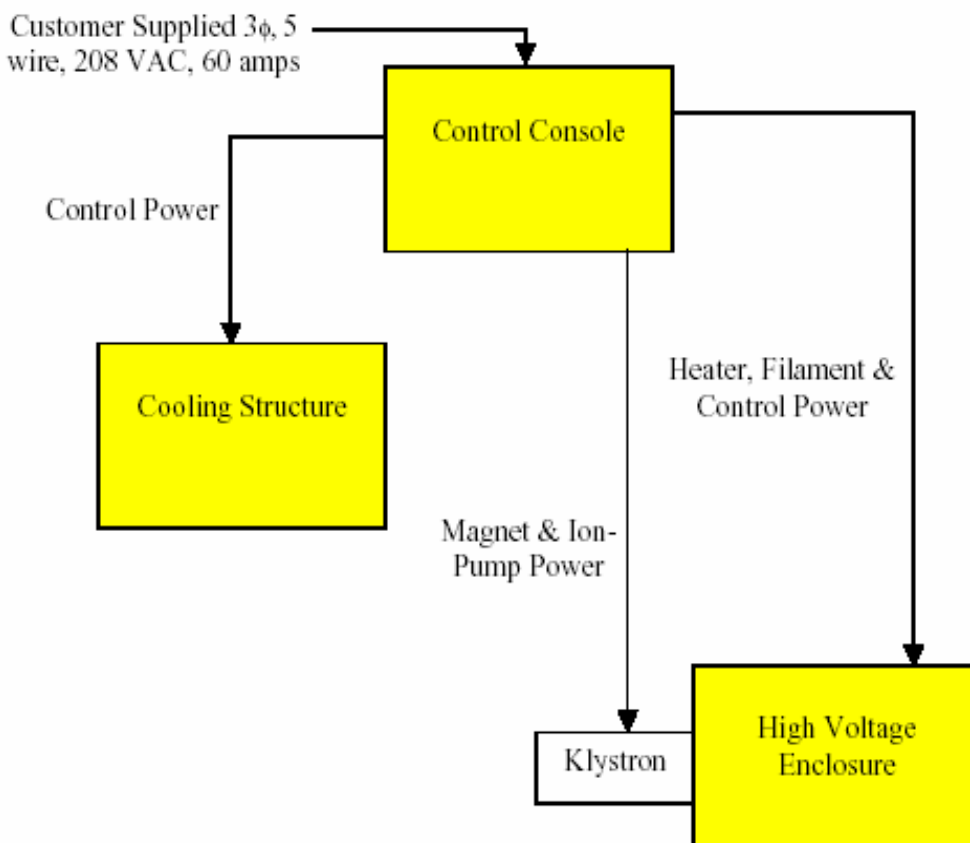 Customer Supplied 3ϕ, 5
wire, 208 VAC, 60 amps
Control Console
Control Power
Cooling Structure
Heater, Filament &
Control Power
Magnet & Ion-
Pump Power
Klystron
High Voltage
Enclosure